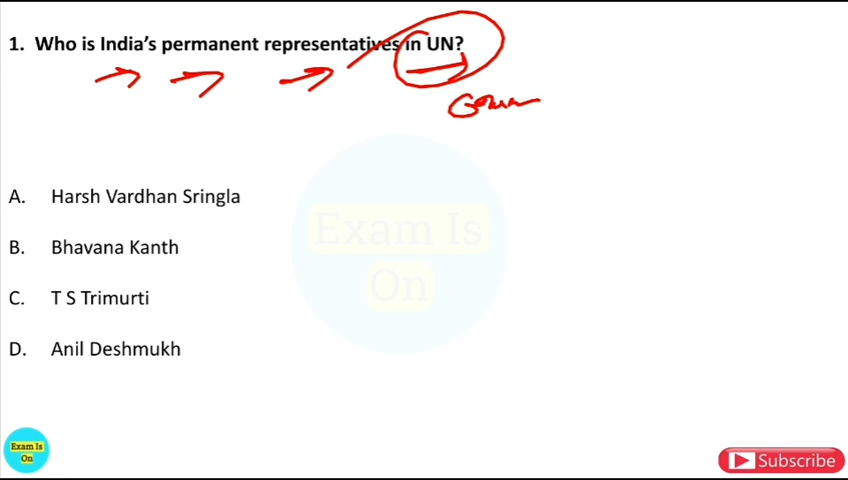 1. Who is India's permanent representatives in UN?
A. Harsh Vardhan Sringla
Exam Is
B. Bhavana Kanth
On
C. T S Trimurti
D. Anil Deshmukh
Exam Is
On
Subscribe